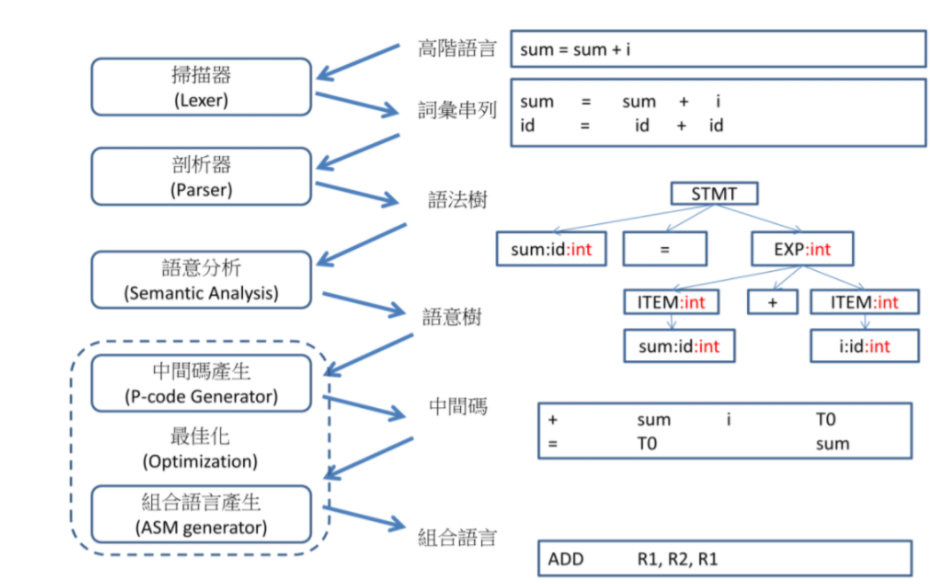 高階語言
sum = sum + i
掃描器
(Lexer)
詞彙串列
sum = sum + i
id = id + id
剖析器
(Parser)
語法樹
STMT
sum:id:int = EXP:int
語意分析
(Semantic Analysis)
ITEM:int + ITEM:int
語意樹
sum:id:int i:id:int
中間碼產生
(P-code Generator)
中間碼
+ sum i T0
= T0 sum
最佳化
(Optimization)
組合語言產生
(ASM generator)
組合語言
ADD R1, R2, R1